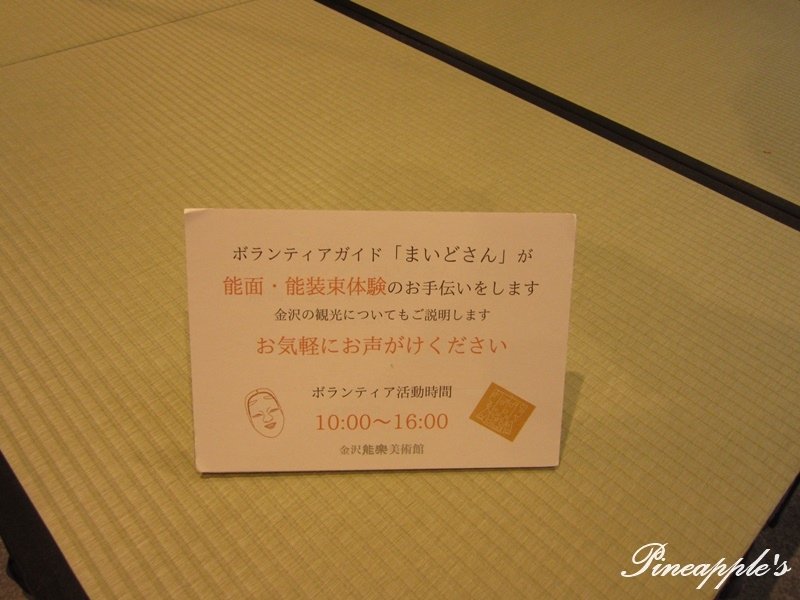 ボランティアガイド「まいどさん」が
能面・能装束体験のお手伝いをします
金沢の観光についてもご説明します
お気軽にお声がけください
ボランティア活動時間
10:00〜16:00
金沢能樂美術館
Pineapple's